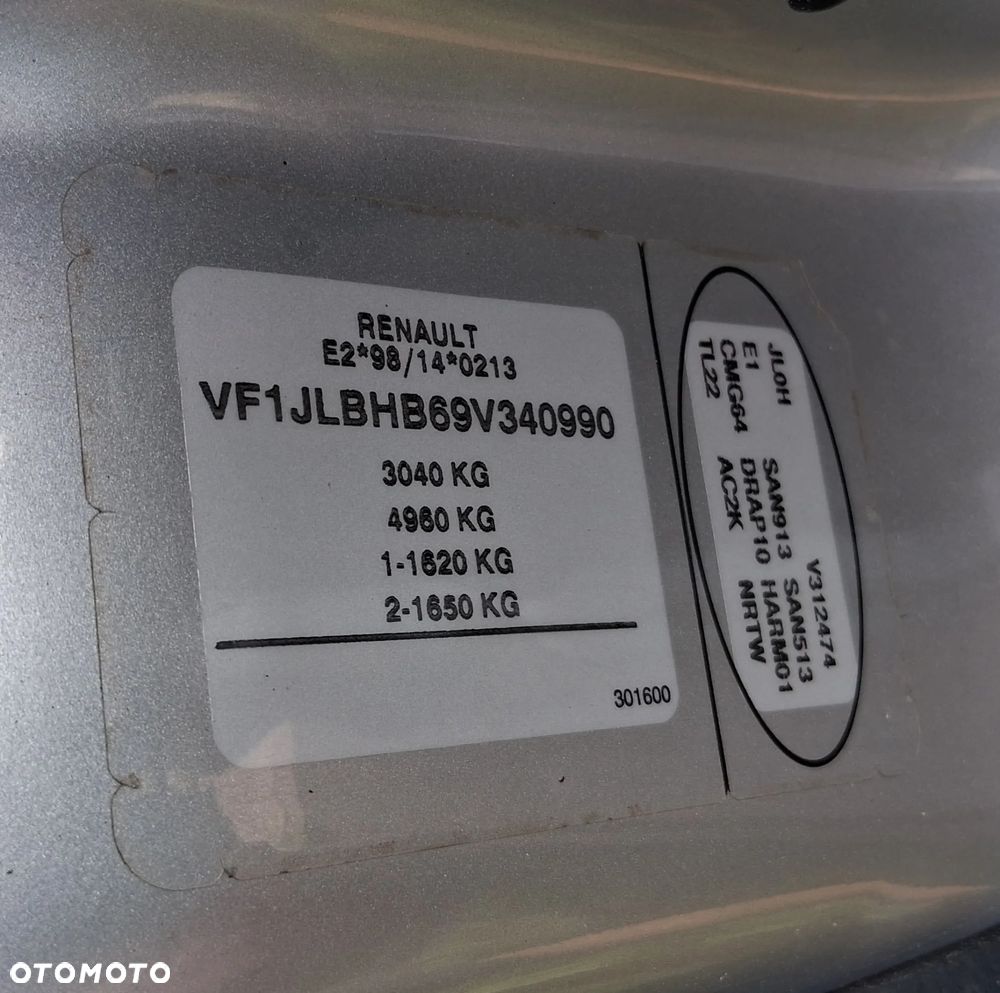 RENAULT
E2*98/14*0213
VF1JLBHB69V340990
3040 KG
4960 KG
1-1620 KG
2-1650 KG
301600
V312474
JL0H SAN913 SAN513
E1 DRAP10 HARM01
CMG64 AC2K NRTW
TL22
OTOMOTO